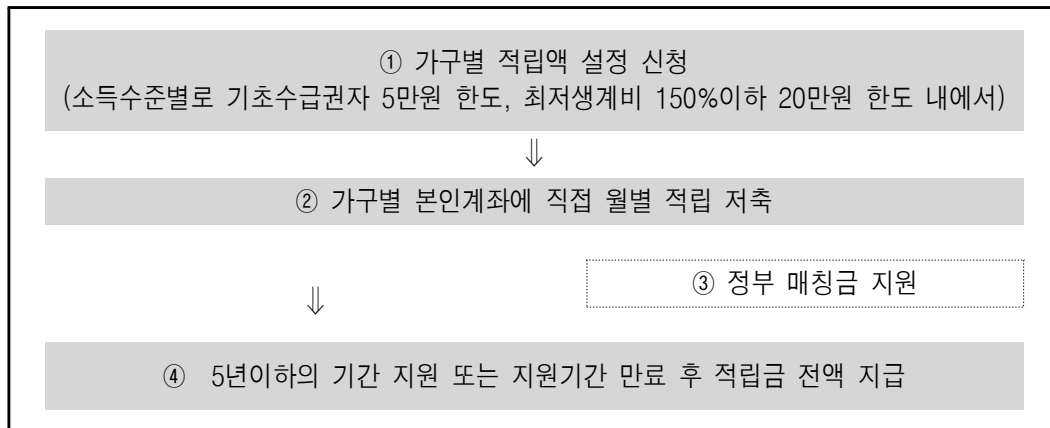 ① 가구별 적립액 설정 신청
(소득수준별로 기초수급권자 5만원 한도, 최저생계비 150%이하 20만원 한도 내에서)
⇓
② 가구별 본인계좌에 직접 월별 적립 저축
③ 정부 매칭금 지원
⇓
④ 5년이하의 기간 지원 또는 지원기간 만료 후 적립금 전액 지급